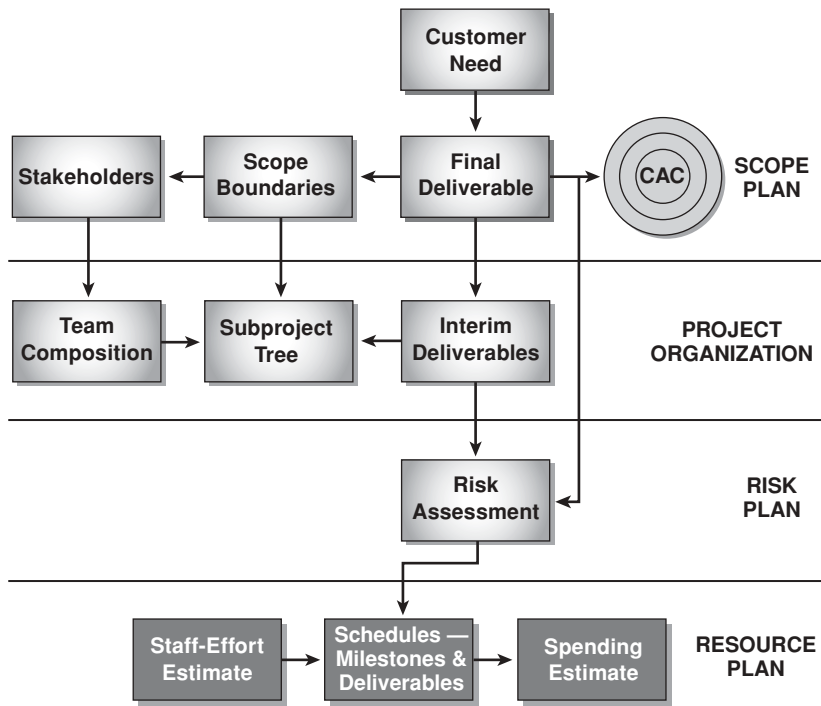 Customer
Need
Stakeholders
Scope
Boundaries
Final
Deliverable
CAC
SCOPE
PLAN
Team
Composition
Subproject
Tree
Interim
Deliverables
PROJECT
ORGANIZATION
Risk
Assessment
RISK
PLAN
Staff-Effort
Estimate
Schedules —
Milestones &
Deliverables
Spending
Estimate
RESOURCE
PLAN